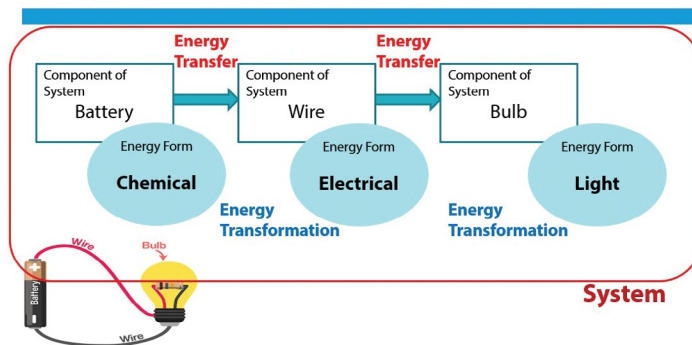 Energy
Transfer
Energy
Transfer
Component of
System
Battery
Component of
System
Wire
Component of
System
Bulb
Energy Form
Chemical
Energy Form
Electrical
Energy Form
Light
Energy
Transformation
Energy
Transformation
Wire
Bulb
Battery
Wire
System